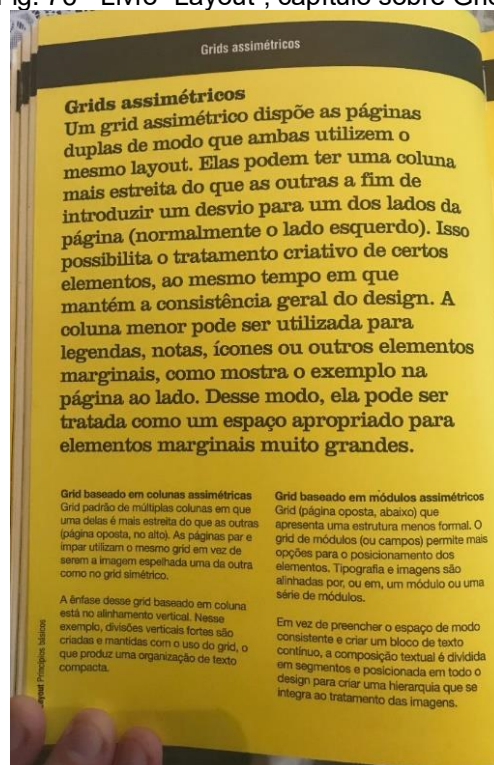 Fig. 76 - Livro "Layout", capítulo sobre Grid
Grids assimétricos
Grids assimétricos
Um grid assimétrico dispõe as páginas
duplas de modo que ambas utilizem o
mesmo layout. Elas podem ter uma coluna
mais estreita do que as outras a fim de
introduzir um desvio para um dos lados da
página (normalmente o lado esquerdo). Isso
possibilita o tratamento criativo de certos
elementos, ao mesmo tempo em que
mantém a consistência geral do design. A
coluna menor pode ser utilizada para
legendas, notas, ícones ou outros elementos
marginais, como mostra o exemplo na
página ao lado. Desse modo, ela pode ser
tratada como um espaço apropriado para
elementos marginais muito grandes.
Grid baseado em colunas assimétricas
Grid padrão de múltiplas colunas em que
uma delas é mais estreita do que as outras
(página oposta, no alto). As páginas par e
ímpar utilizam o mesmo grid em vez de
serem a imagem espelhada uma da outra
como no grid simétrico.
A ênfase desse grid baseado em coluna
está no alinhamento vertical. Nesse
exemplo, divisões verticais fortes são
criadas e mantidas com o uso do grid, o
que produz uma organização de texto
compacta.
Grid baseado em módulos assimétricos
Grid (página oposta, abaixo) que
apresenta uma estrutura menos formal. O
grid de módulos (ou campos) permite mais
opções para o posicionamento dos
elementos. Tipografia e imagens são
alinhadas por, ou em, um módulo ou uma
série de módulos.
Em vez de preencher o espaço de modo
consistente e criar um bloco de texto
contínuo, a composição textual é dividida
em segmentos e posicionada em todo o
design para criar uma hierarquia que se
integra ao tratamento das imagens.
Princípios básicos